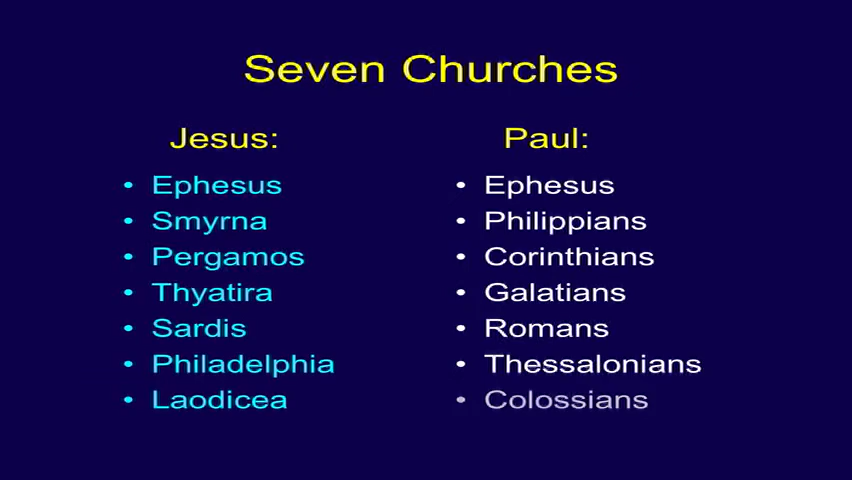 Seven Churches
Jesus:
• Ephesus
• Smyrna
• Pergamos
• Thyatira
• Sardis
• Philadelphia
• Laodicea
Paul:
• Ephesus
• Philippians
• Corinthians
• Galatians
• Romans
• Thessalonians
• Colossians